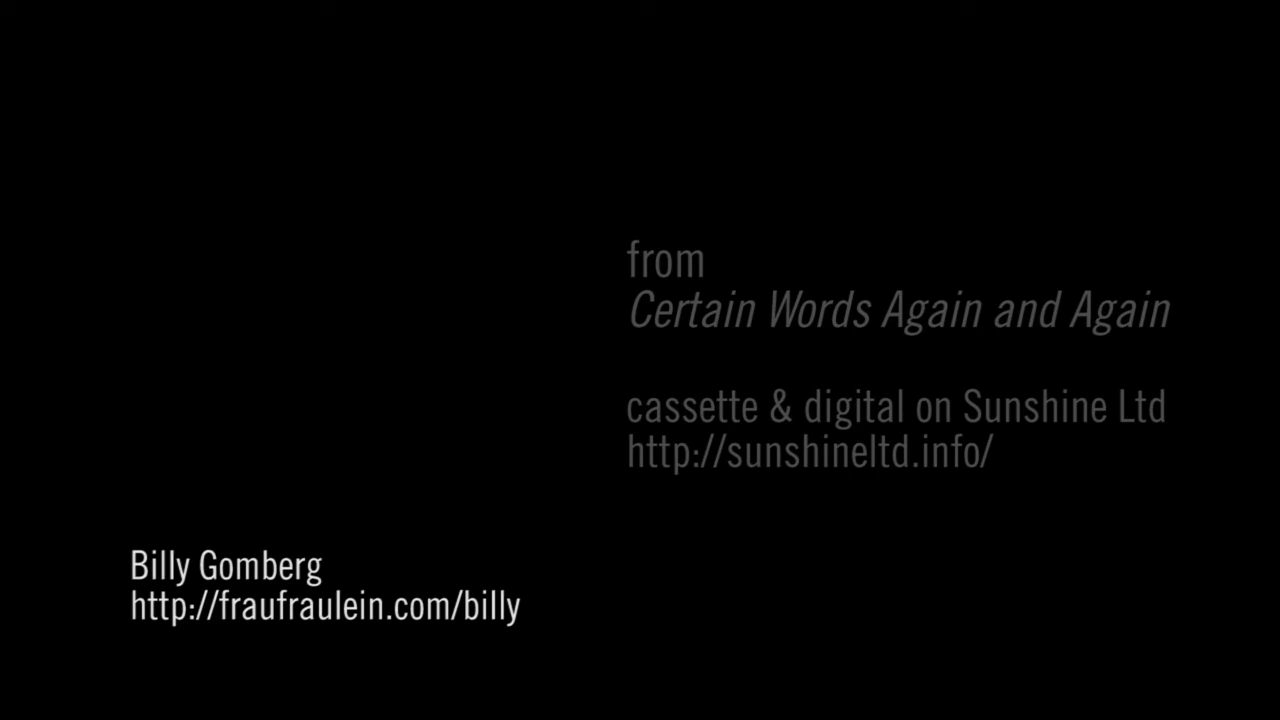 from
Certain Words Again and Again
cassette & digital on Sunshine Ltd
http://sunshineltd.info/
Billy Gomberg
http://fraufraulein.com/billy